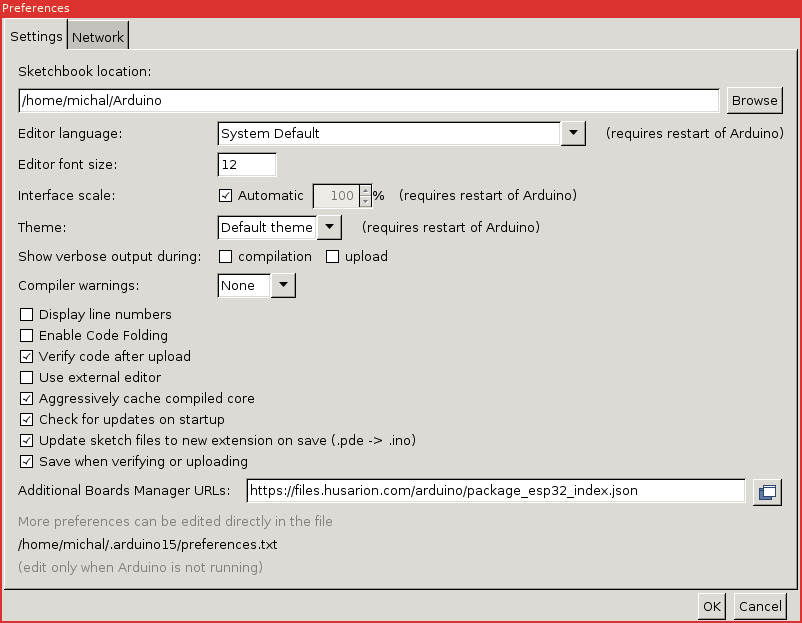 Preferences
Settings Network
Sketchbook location:
/home/michal/Arduino Browse
Editor language: System Default (requires restart of Arduino)
Editor font size: 12
Interface scale: Automatic 100 % (requires restart of Arduino)
Theme: Default theme (requires restart of Arduino)
Show verbose output during: compilation upload
Compiler warnings: None
Display line numbers
Enable Code Folding
Verify code after upload
Use external editor
Aggressively cache compiled core
Check for updates on startup
Update sketch files to new extension on save (.pde -> .ino)
Save when verifying or uploading
Additional Boards Manager URLs: https://files.husarion.com/arduino/package_esp32_index.json
More preferences can be edited directly in the file
/home/michal/.arduino15/preferences.txt
(edit only when Arduino is not running)
OK Cancel